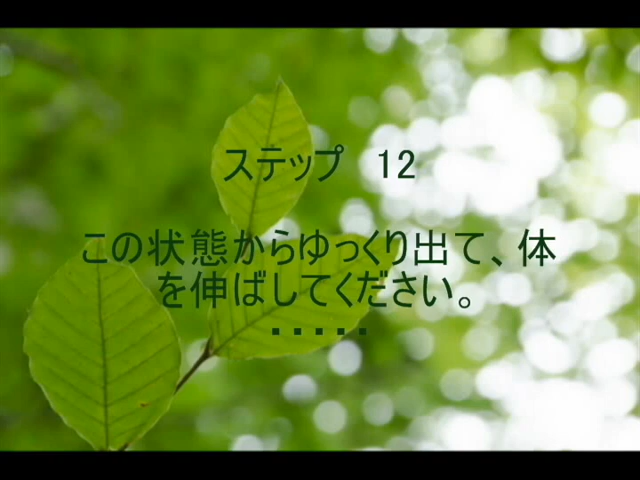 ステップ　12
この状態からゆっくり出て、体
を伸ばしてください。
・・・・・